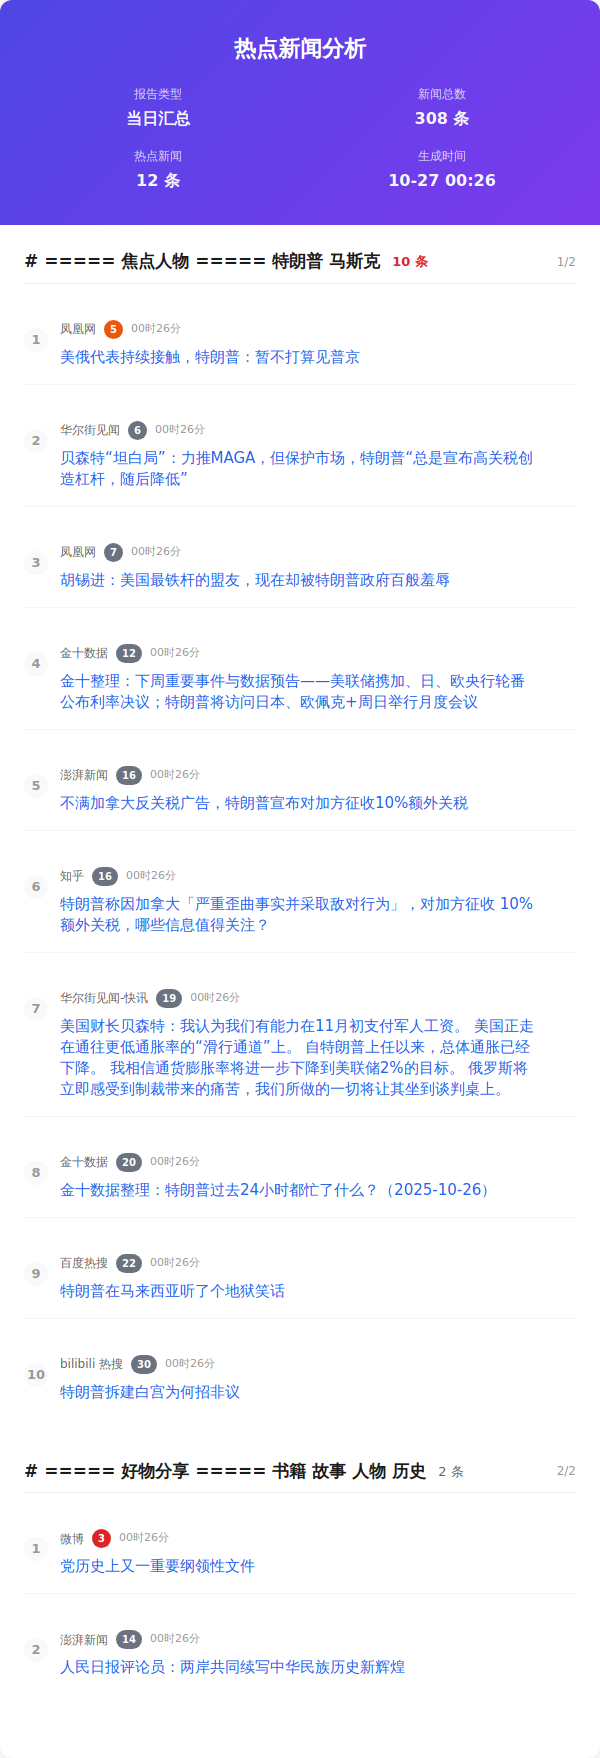 热点新闻分析
报告类型
当日汇总
新闻总数
308 条
热点新闻
12 条
生成时间
10-27 00:26
# ===== 焦点人物 ===== 特朗普 马斯克 10 条 1/2
1
凤凰网 5 00时26分
美俄代表持续接触，特朗普：暂不打算见普京
2
华尔街见闻 6 00时26分
贝森特“坦白局”：力推MAGA，但保护市场，特朗普“总是宣布高关税创
造杠杆，随后降低”
3
凤凰网 7 00时26分
胡锡进：美国最铁杆的盟友，现在却被特朗普政府百般羞辱
4
金十数据 12 00时26分
金十整理：下周重要事件与数据预告——美联储携加、日、欧央行轮番
公布利率决议；特朗普将访问日本、欧佩克+周日举行月度会议
5
澎湃新闻 16 00时26分
不满加拿大反关税广告，特朗普宣布对加方征收10%额外关税
6
知乎 16 00时26分
特朗普称因加拿大「严重歪曲事实并采取敌对行为」，对加方征收 10%
额外关税，哪些信息值得关注？
7
华尔街见闻-快讯 19 00时26分
美国财长贝森特：我认为我们有能力在11月初支付军人工资。 美国正走
在通往更低通胀率的“滑行通道”上。 自特朗普上任以来，总体通胀已经
下降。 我相信通货膨胀率将进一步下降到美联储2%的目标。 俄罗斯将
立即感受到制裁带来的痛苦，我们所做的一切将让其坐到谈判桌上。
8
金十数据 20 00时26分
金十数据整理：特朗普过去24小时都忙了什么？（2025-10-26）
9
百度热搜 22 00时26分
特朗普在马来西亚听了个地狱笑话
10
bilibili 热搜 30 00时26分
特朗普拆建白宫为何招非议
# ===== 好物分享 ===== 书籍 故事 人物 历史 2 条 2/2
1
微博 3 00时26分
党历史上又一重要纲领性文件
2
澎湃新闻 14 00时26分
人民日报评论员：两岸共同续写中华民族历史新辉煌